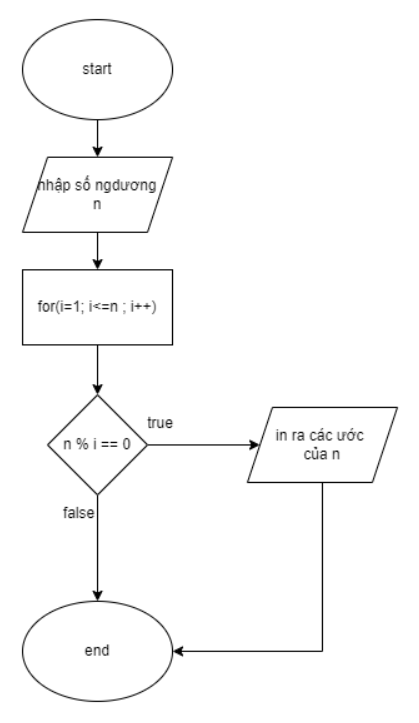 start
nhập số ngdương
n
for(i=1; i<=n ; i++)
n % i == 0
true
in ra các ước
của n
false
end